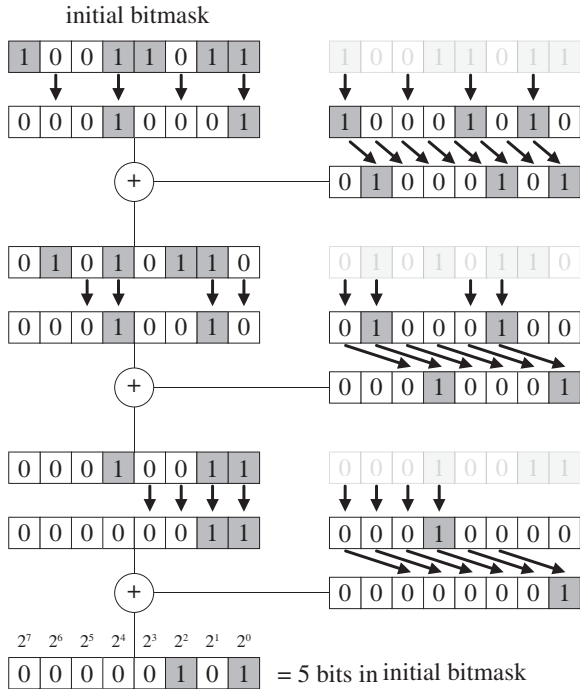 initial bitmask
1 0 0 1 1 0 1 1
1 0 0 1 1 0 1 1
0 0 0 1 0 0 0 1
1 0 0 0 1 0 1 0
+
0 1 0 0 0 1 0 1
0 1 0 1 0 1 1 0
0 1 0 1 0 1 1 0
0 0 0 1 0 0 1 0
0 1 0 0 0 1 0 0
+
0 0 0 1 0 0 0 1
0 0 0 1 0 0 1 1
0 0 0 1 0 0 1 1
0 0 0 0 0 0 1 1
0 0 0 1 0 0 0 0
+
0 0 0 0 0 0 0 1
2⁷ 2⁶ 2⁵ 2⁴ 2³ 2² 2¹ 2⁰
0 0 0 0 0 1 0 1 = 5 bits in initial bitmask